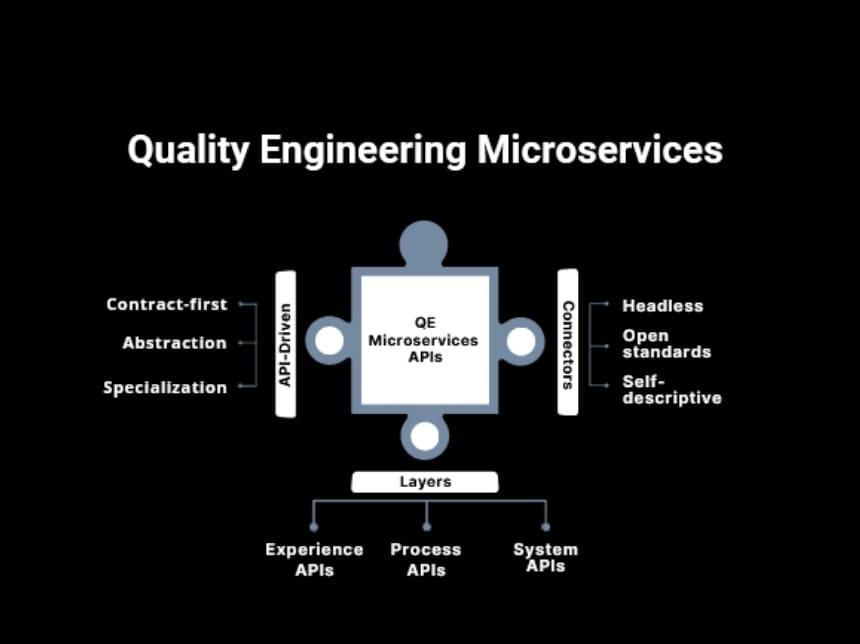 Quality Engineering Microservices
Contract-first
Abstraction
Specialization
API-Driven
QE
Microservices
APIs
Connectors
Headless
Open
standards
Self-
descriptive
Layers
Experience
APIs
Process
APIs
System
APIs